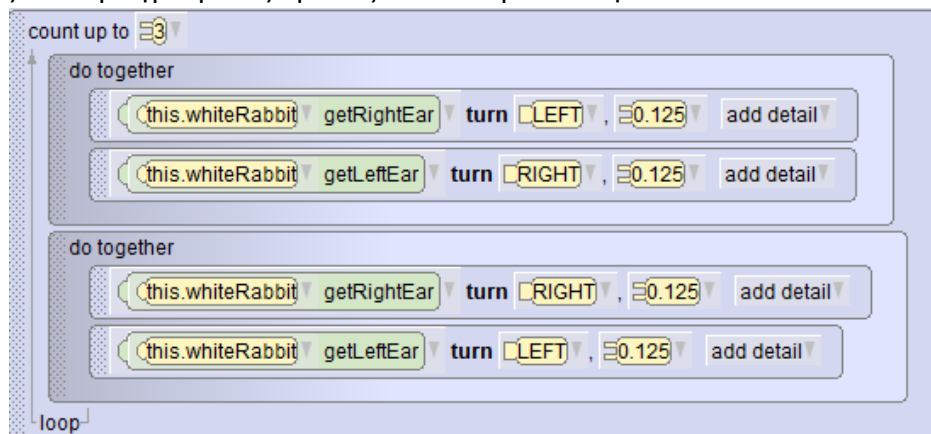 count up to 3
do together
this.whiteRabbit getRightEar turn LEFT , 0.125 add detail
this.whiteRabbit getLeftEar turn RIGHT , 0.125 add detail
do together
this.whiteRabbit getRightEar turn RIGHT , 0.125 add detail
this.whiteRabbit getLeftEar turn LEFT , 0.125 add detail
loop